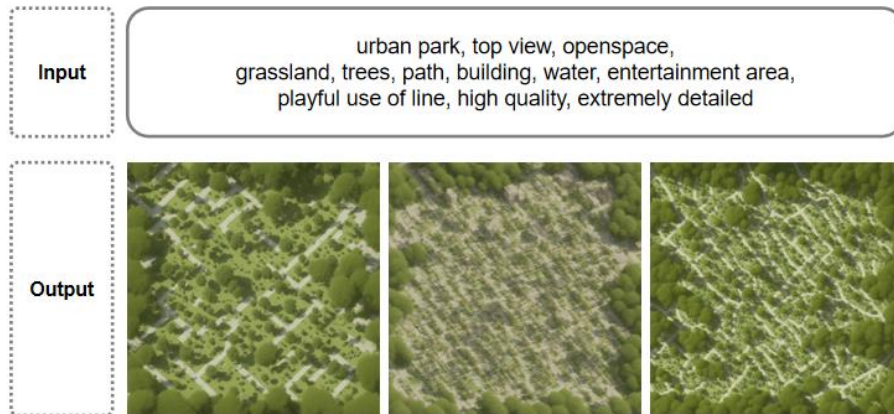 Input
urban park, top view, openspace,
grassland, trees, path, building, water, entertainment area,
playful use of line, high quality, extremely detailed
Output